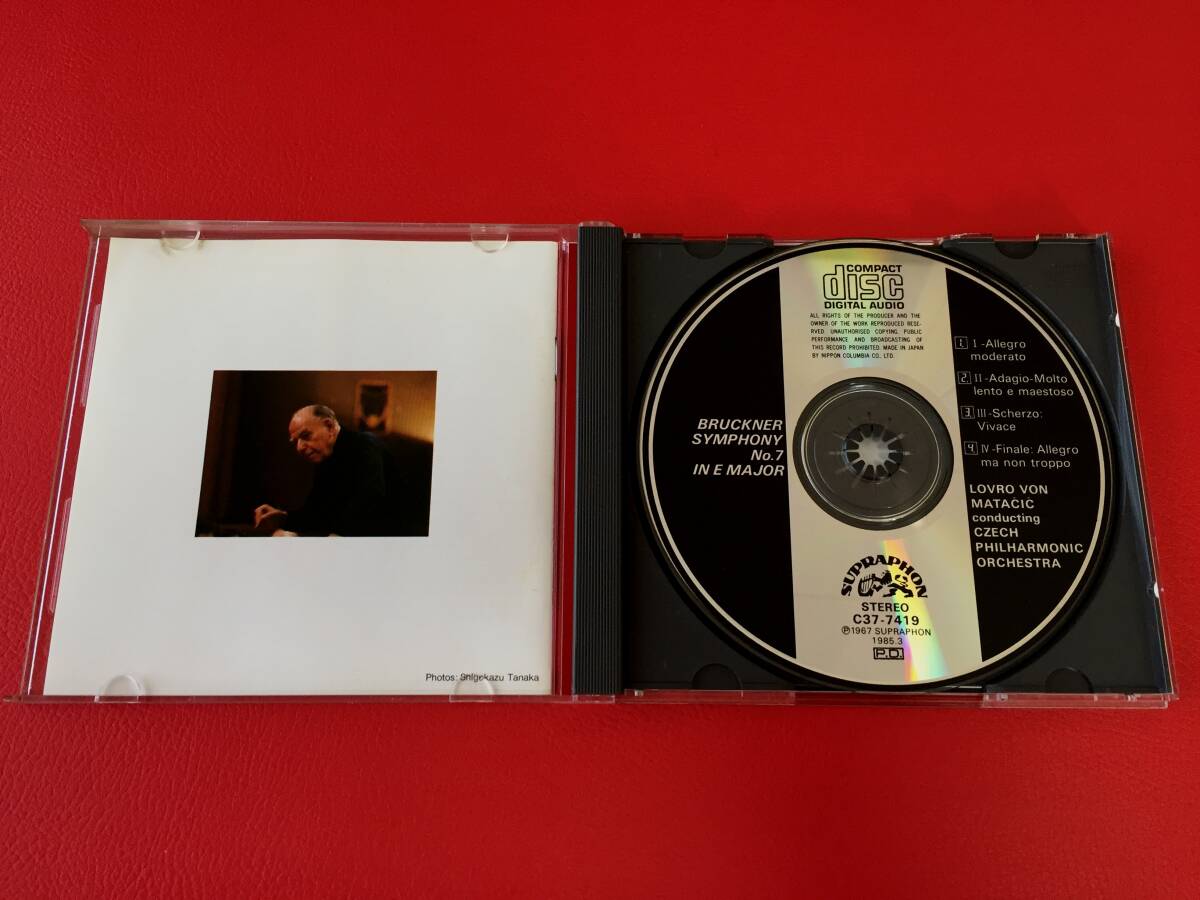 Photos: Shigekazu Tanaka
COMPACT
disc
DIGITAL AUDIO
ALL RIGHTS OF THE PRODUCER AND THE
OWNER OF THE WORK REPRODUCED RESE-
RVED. UNAUTHORISED COPYING, PUBLIC
PERFORMANCE AND BROADCASTING OF
THIS RECORD PROHIBITED. MADE IN JAPAN
BY NIPPON COLUMBIA CO., LTD.
BRUCKNER
SYMPHONY
No.7
IN E MAJOR
1. I-Allegro
moderato
2. II-Adagio-Molto
lento e maestoso
3. III-Scherzo:
Vivace
4. IV-Finale: Allegro
ma non troppo
LOVRO VON
MATAČIĆ
conducting
CZECH
PHILHARMONIC
ORCHESTRA
SUPRAPHON
STEREO
C37-7419
Ⓟ1967 SUPRAPHON
1985.3
P.D.